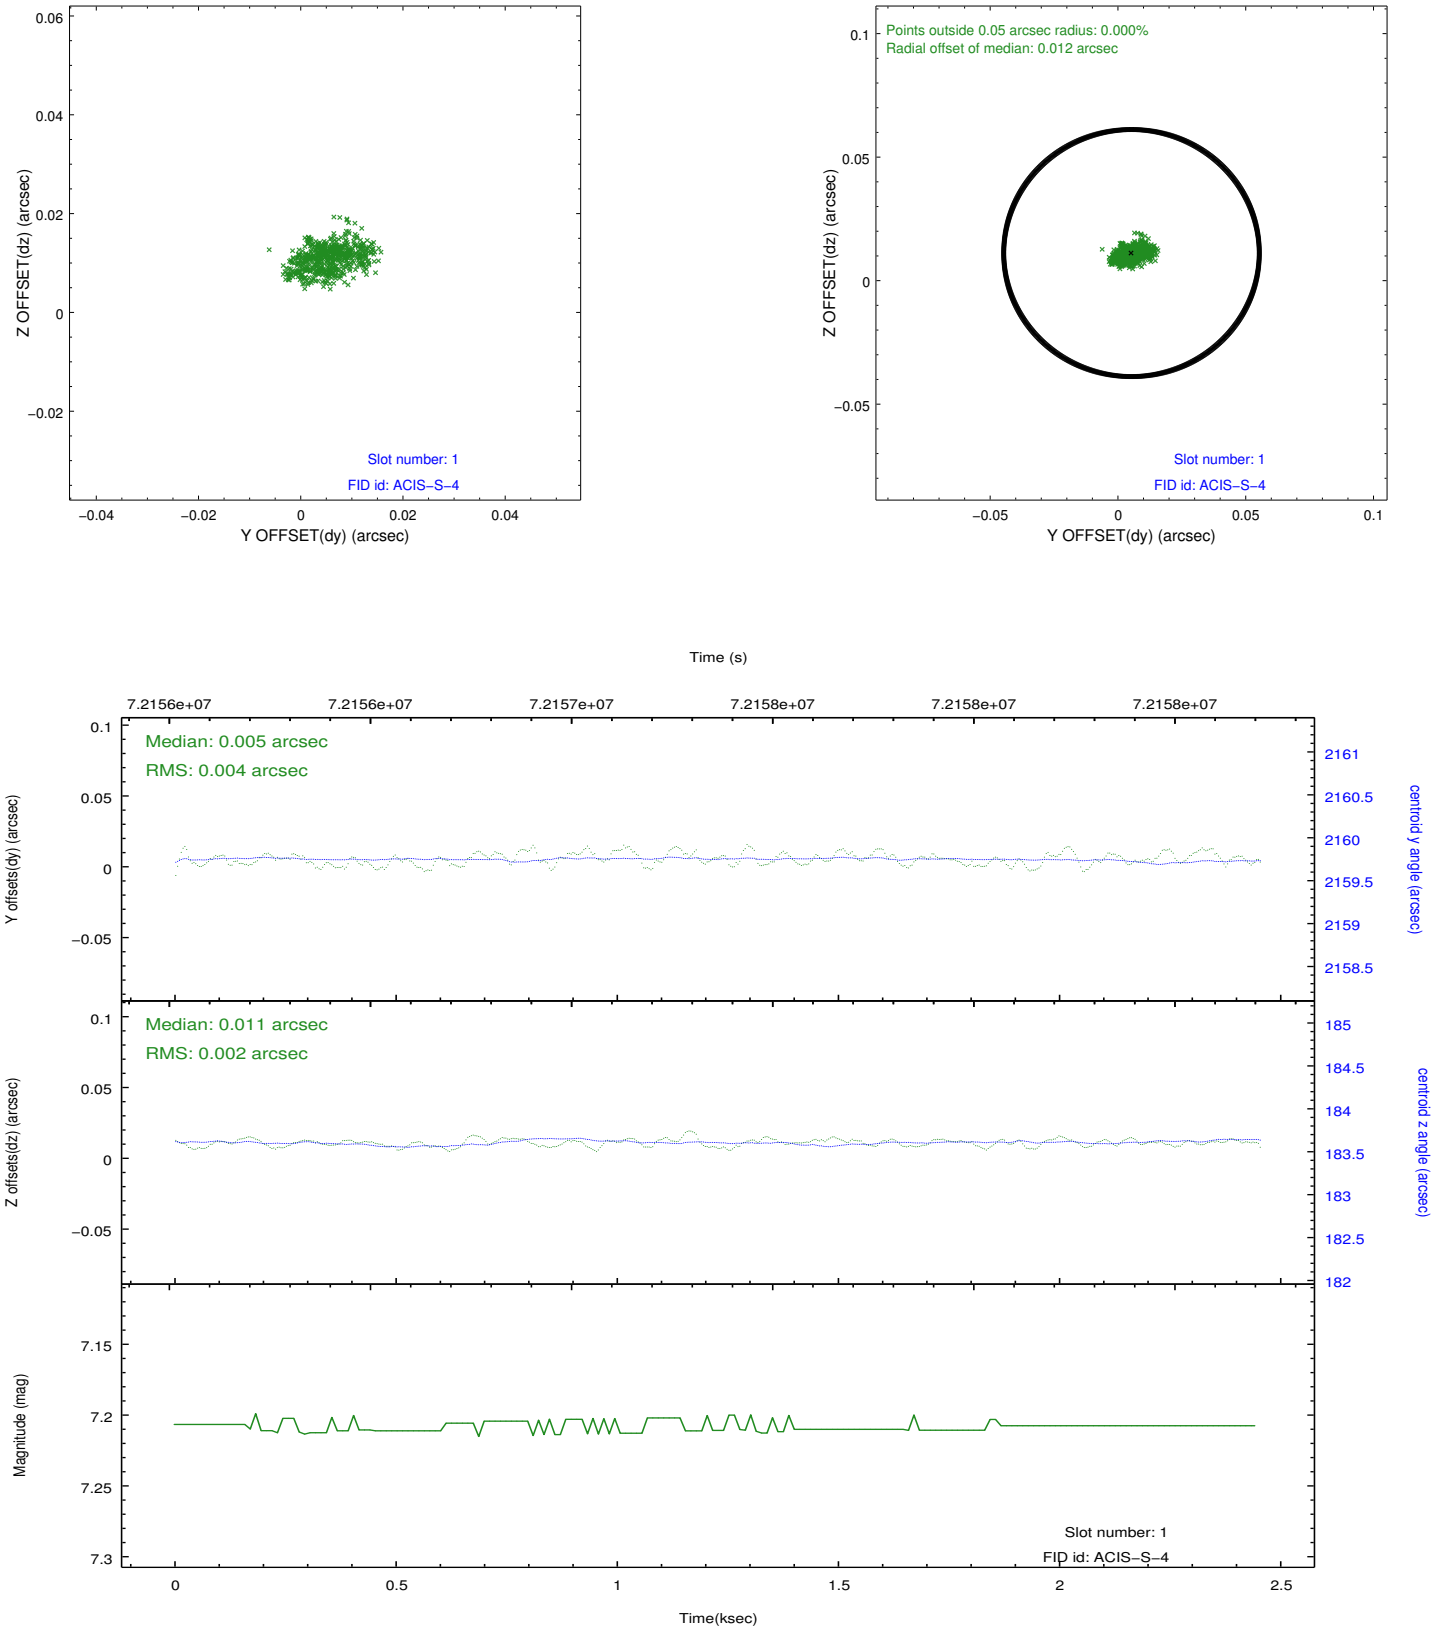 0.06
0.04
0.02
0
−0.02
Z OFFSET(dz) (arcsec)
Slot number: 1
FID id: ACIS−S−4
−0.04
−0.02
0
0.02
0.04
Y OFFSET(dy) (arcsec)
Points outside 0.05 arcsec radius: 0.000%
Radial offset of median: 0.012 arcsec
0.1
0.05
0
−0.05
Z OFFSET(dz) (arcsec)
Slot number: 1
FID id: ACIS−S−4
−0.05
0
0.05
0.1
Y OFFSET(dy) (arcsec)
Time (s)
7.2156e+07
7.2156e+07
7.2157e+07
7.2158e+07
7.2158e+07
7.2158e+07
Median: 0.005 arcsec
RMS: 0.004 arcsec
0.1
0.05
0
−0.05
Y offsets(dy) (arcsec)
2161
2160.5
2160
2159.5
2159
2158.5
centroid y angle (arcsec)
Median: 0.011 arcsec
RMS: 0.002 arcsec
0.1
0.05
0
−0.05
Z offsets(dz) (arcsec)
185
184.5
184
183.5
183
182.5
182
centroid z angle (arcsec)
7.15
7.2
7.25
7.3
Magnitude (mag)
Slot number: 1
FID id: ACIS−S−4
0
0.5
1
1.5
2
2.5
Time(ksec)